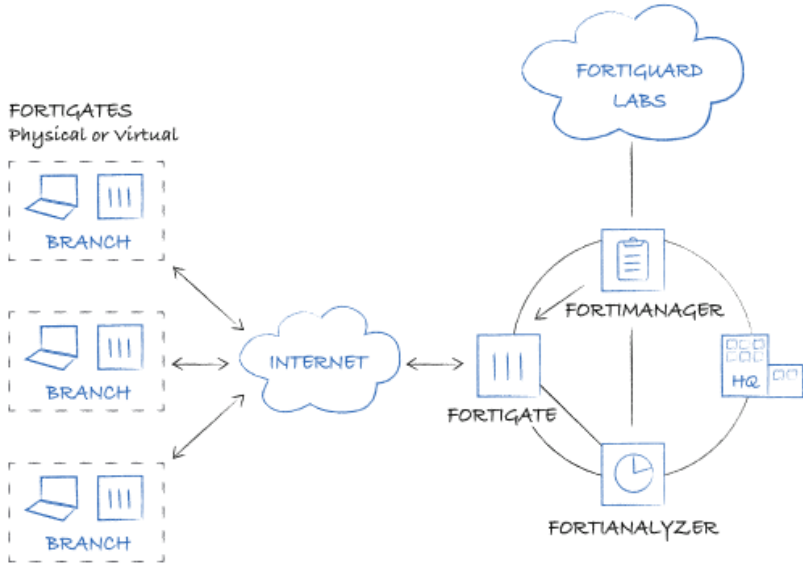 FORTIGUARD
LABS
FORTIGATES
Physical or Virtual
BRANCH
BRANCH
BRANCH
INTERNET
FORTIMANAGER
FORTIGATE
HQ
FORTIANALYZER